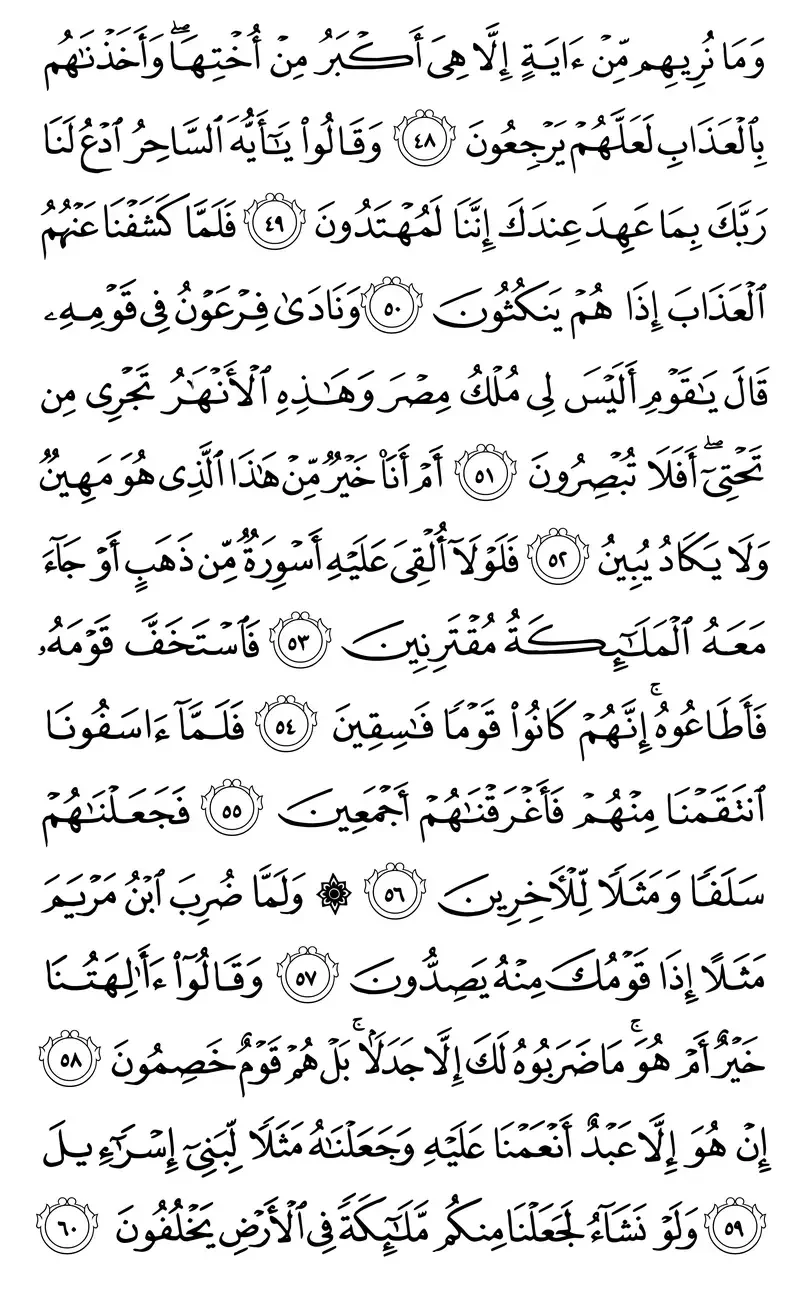 وَمَا نُرِيهِم مِّنْ ءَايَةٍ إِلَّا هِىَ أَكْبَرُ مِنْ أُخْتِهَا ۖ وَأَخَذْنَٰهُم
بِٱلْعَذَابِ لَعَلَّهُمْ يَرْجِعُونَ ٤٨ وَقَالُوا۟ يَٰٓأَيُّهَ ٱلسَّاحِرُ ٱدْعُ لَنَا
رَبَّكَ بِمَا عَهِدَ عِندَكَ إِنَّنَا لَمُهْتَدُونَ ٤٩ فَلَمَّا كَشَفْنَا عَنْهُمُ
ٱلْعَذَابَ إِذَا هُمْ يَنكُثُونَ ٥٠ وَنَادَىٰ فِرْعَوْنُ فِى قَوْمِهِۦ
قَالَ يَٰقَوْمِ أَلَيْسَ لِى مُلْكُ مِصْرَ وَهَٰذِهِ ٱلْأَنْهَٰرُ تَجْرِى مِن
تَحْتِىٓ ۖ أَفَلَا تُبْصِرُونَ ٥١ أَمْ أَنَا۠ خَيْرٌ مِّنْ هَٰذَا ٱلَّذِى هُوَ مَهِينٌ
وَلَا يَكَادُ يُبِينُ ٥٢ فَلَوْلَآ أُلْقِىَ عَلَيْهِ أَسْوِرَةٌ مِّن ذَهَبٍ أَوْ جَآءَ
مَعَهُ ٱلْمَلَٰٓئِكَةُ مُقْتَرِنِينَ ٥٣ فَٱسْتَخَفَّ قَوْمَهُۥ
فَأَطَاعُوهُ ۚ إِنَّهُمْ كَانُوا۟ قَوْمًا فَٰسِقِينَ ٥٤ فَلَمَّآ ءَاسَفُونَا
ٱنتَقَمْنَا مِنْهُمْ فَأَغْرَقْنَٰهُمْ أَجْمَعِينَ ٥٥ فَجَعَلْنَٰهُمْ
سَلَفًا وَمَثَلًا لِّلْءَاخِرِينَ ٥٦ ۞ وَلَمَّا ضُرِبَ ٱبْنُ مَرْيَمَ
مَثَلًا إِذَا قَوْمُكَ مِنْهُ يَصِدُّونَ ٥٧ وَقَالُوٓا۟ ءَأَٰلِهَتُنَا
خَيْرٌ أَمْ هُوَ ۚ مَا ضَرَبُوهُ لَكَ إِلَّا جَدَلًۢا ۚ بَلْ هُمْ قَوْمٌ خَصِمُونَ ٥٨
إِنْ هُوَ إِلَّا عَبْدٌ أَنْعَمْنَا عَلَيْهِ وَجَعَلْنَٰهُ مَثَلًا لِّبَنِىٓ إِسْرَٰٓءِيلَ
٥٩ وَلَوْ نَشَآءُ لَجَعَلْنَا مِنكُم مَّلَٰٓئِكَةً فِى ٱلْأَرْضِ يَخْلُفُونَ ٦٠